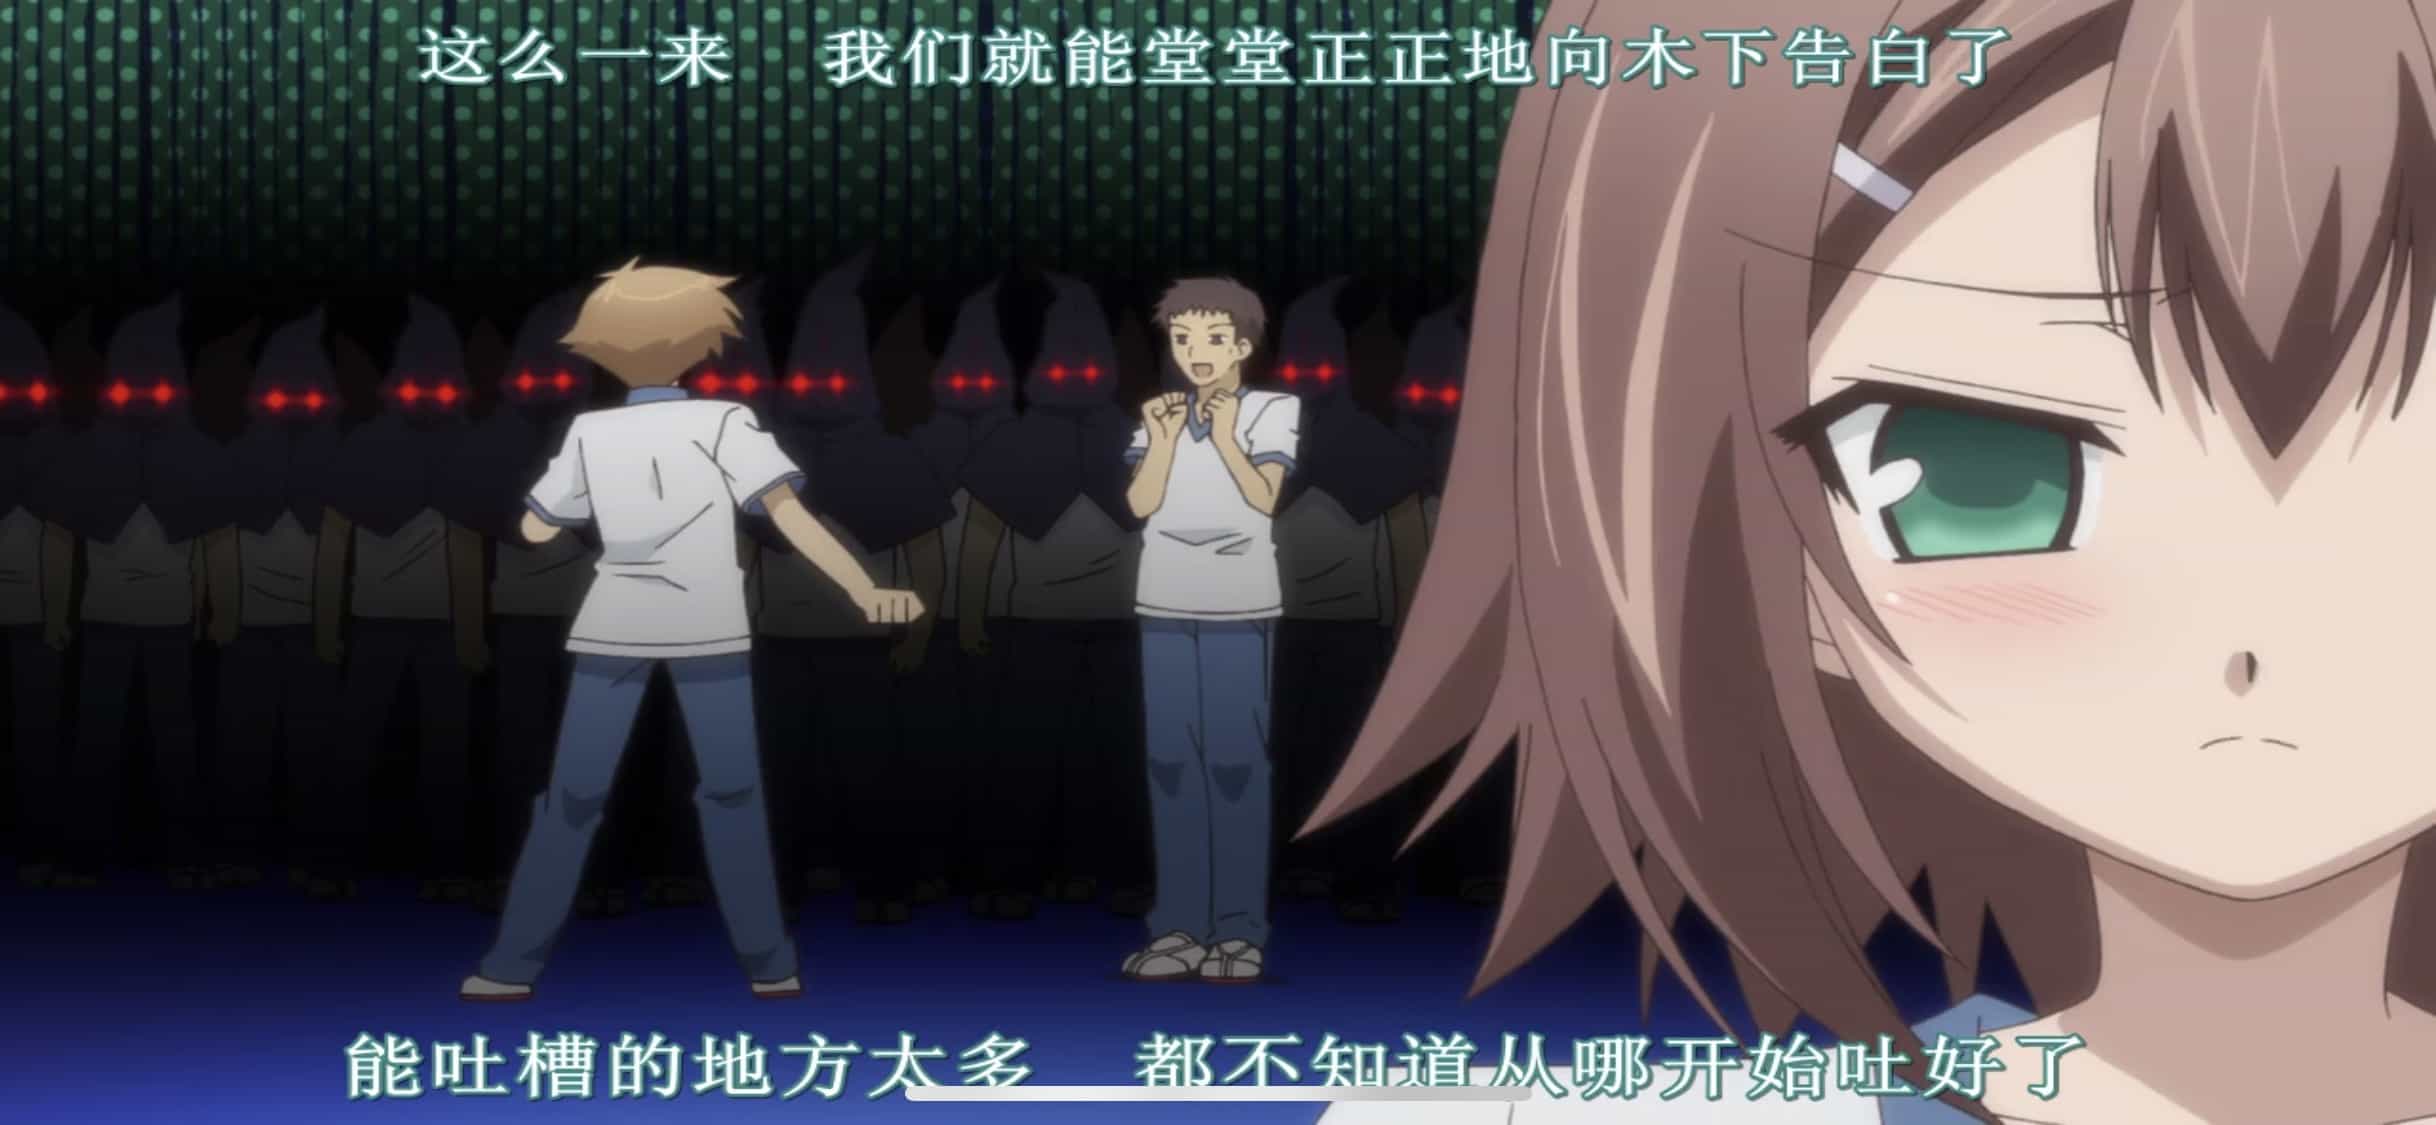 这么一来　我们就能堂堂正正地向木下告白了
能吐槽的地方太多　都不知道从哪开始吐好了